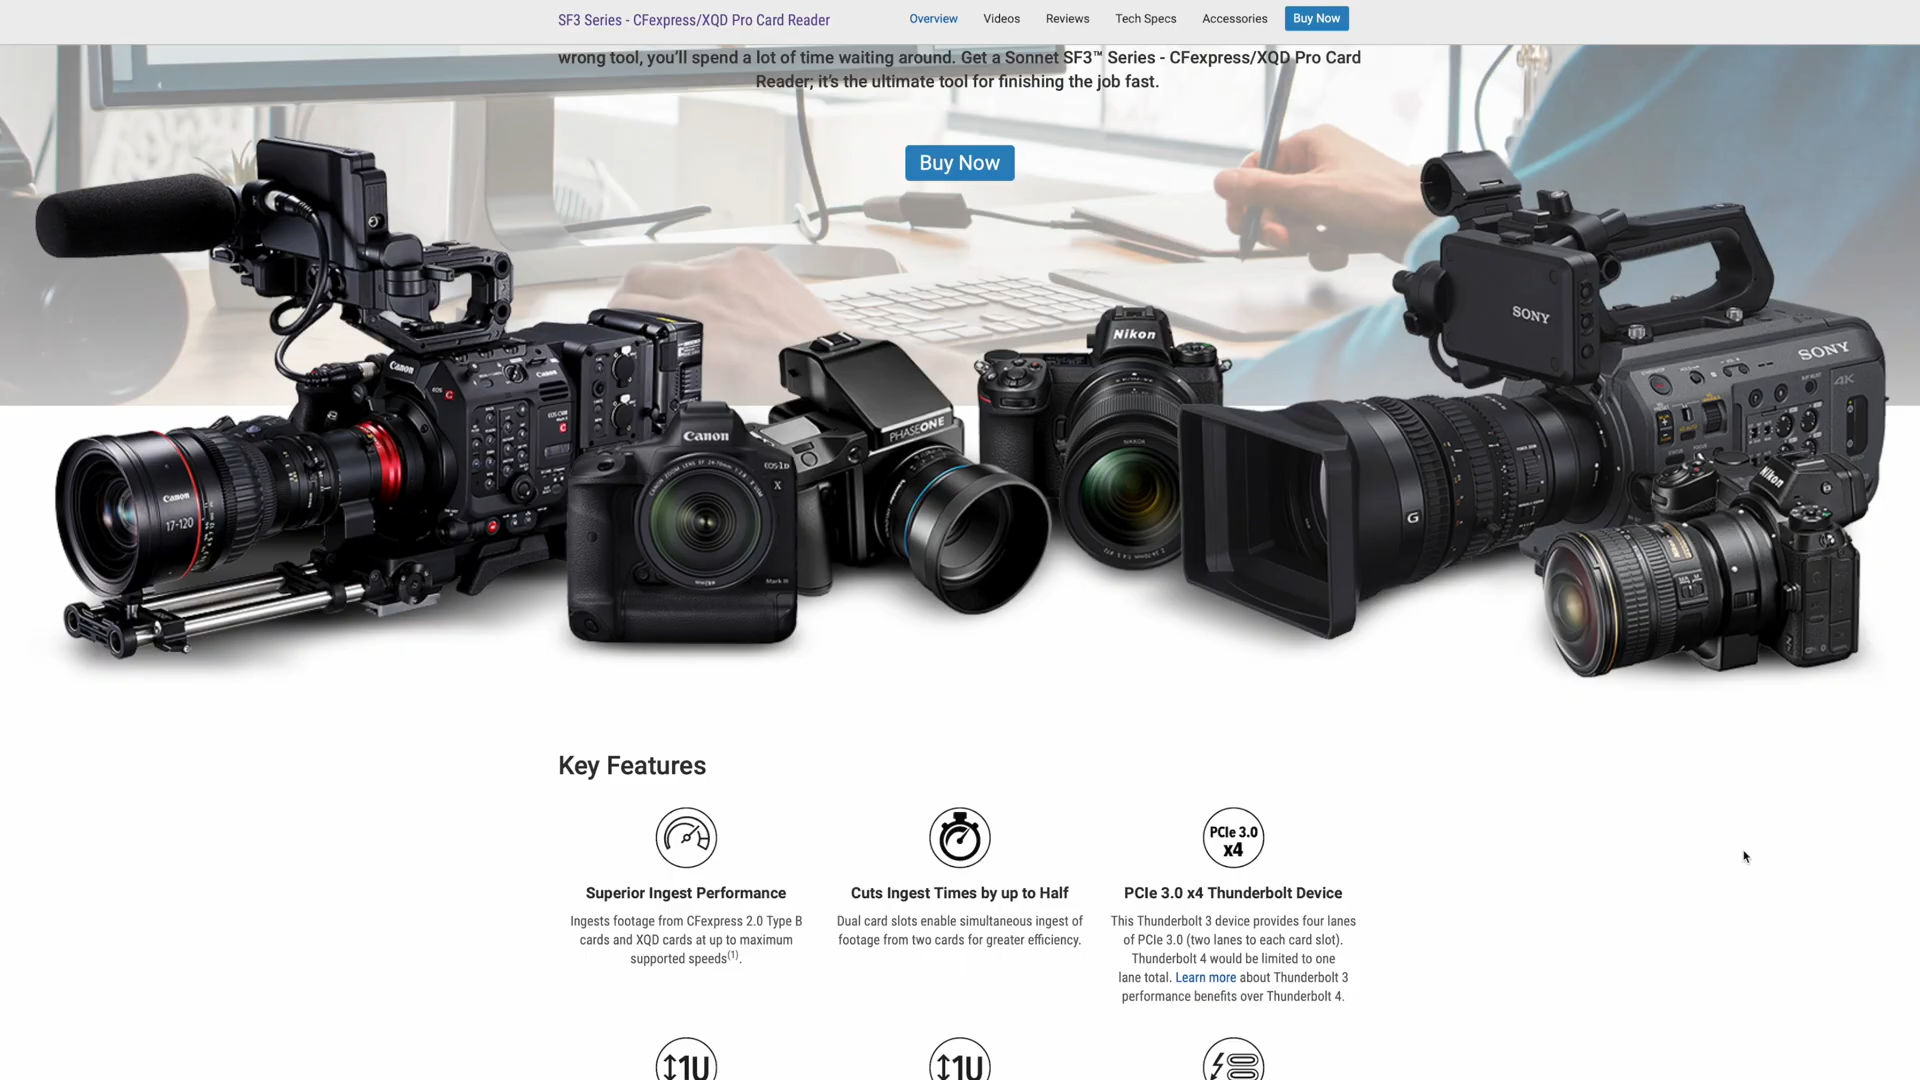 SF3 Series - CFexpress/XQD Pro Card Reader
Overview
Videos
Reviews
Tech Specs
Accessories
Buy Now
wrong tool, you’ll spend a lot of time waiting around. Get a Sonnet SF3™ Series - CFexpress/XQD Pro Card
Reader; it’s the ultimate tool for finishing the job fast.
Buy Now
Nikon
SONY
SONY
4K
Canon
Canon
Canon
17-120
Canon
EOS-1D
X
Mark III
PHASEONE
NIKKOR
G
Nikon
Key Features
PCIe 3.0
x4
Superior Ingest Performance
Ingests footage from CFexpress 2.0 Type B
cards and XQD cards at up to maximum
supported speeds(1).
Cuts Ingest Times by up to Half
Dual card slots enable simultaneous ingest of
footage from two cards for greater efficiency.
PCIe 3.0 x4 Thunderbolt Device
This Thunderbolt 3 device provides four lanes
of PCIe 3.0 (two lanes to each card slot).
Thunderbolt 4 would be limited to one
lane total. Learn more about Thunderbolt 3
performance benefits over Thunderbolt 4.
1U
1U